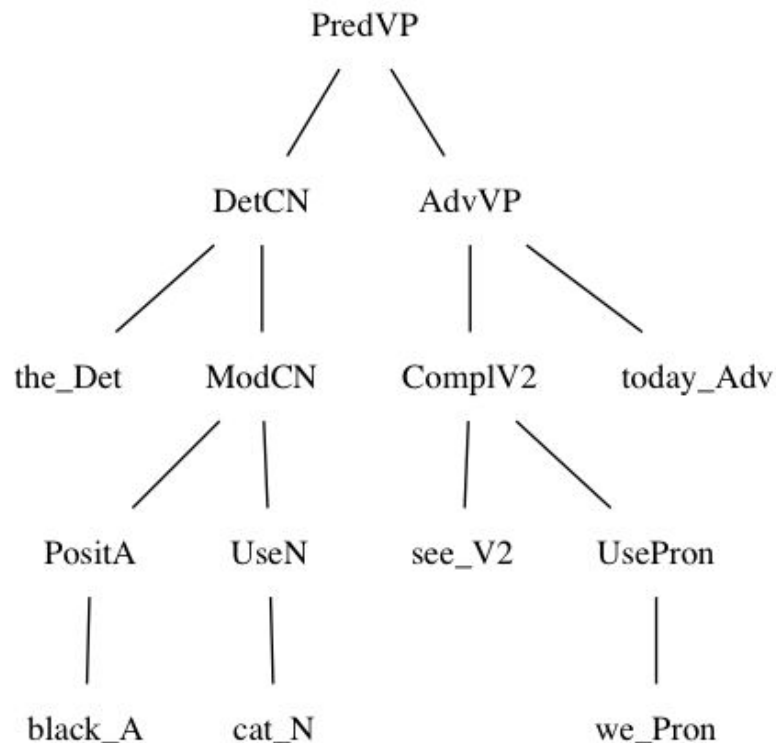 PredVP
DetCN AdvVP
the_Det ModCN ComplV2 today_Adv
PositA UseN see_V2 UsePron
black_A cat_N we_Pron